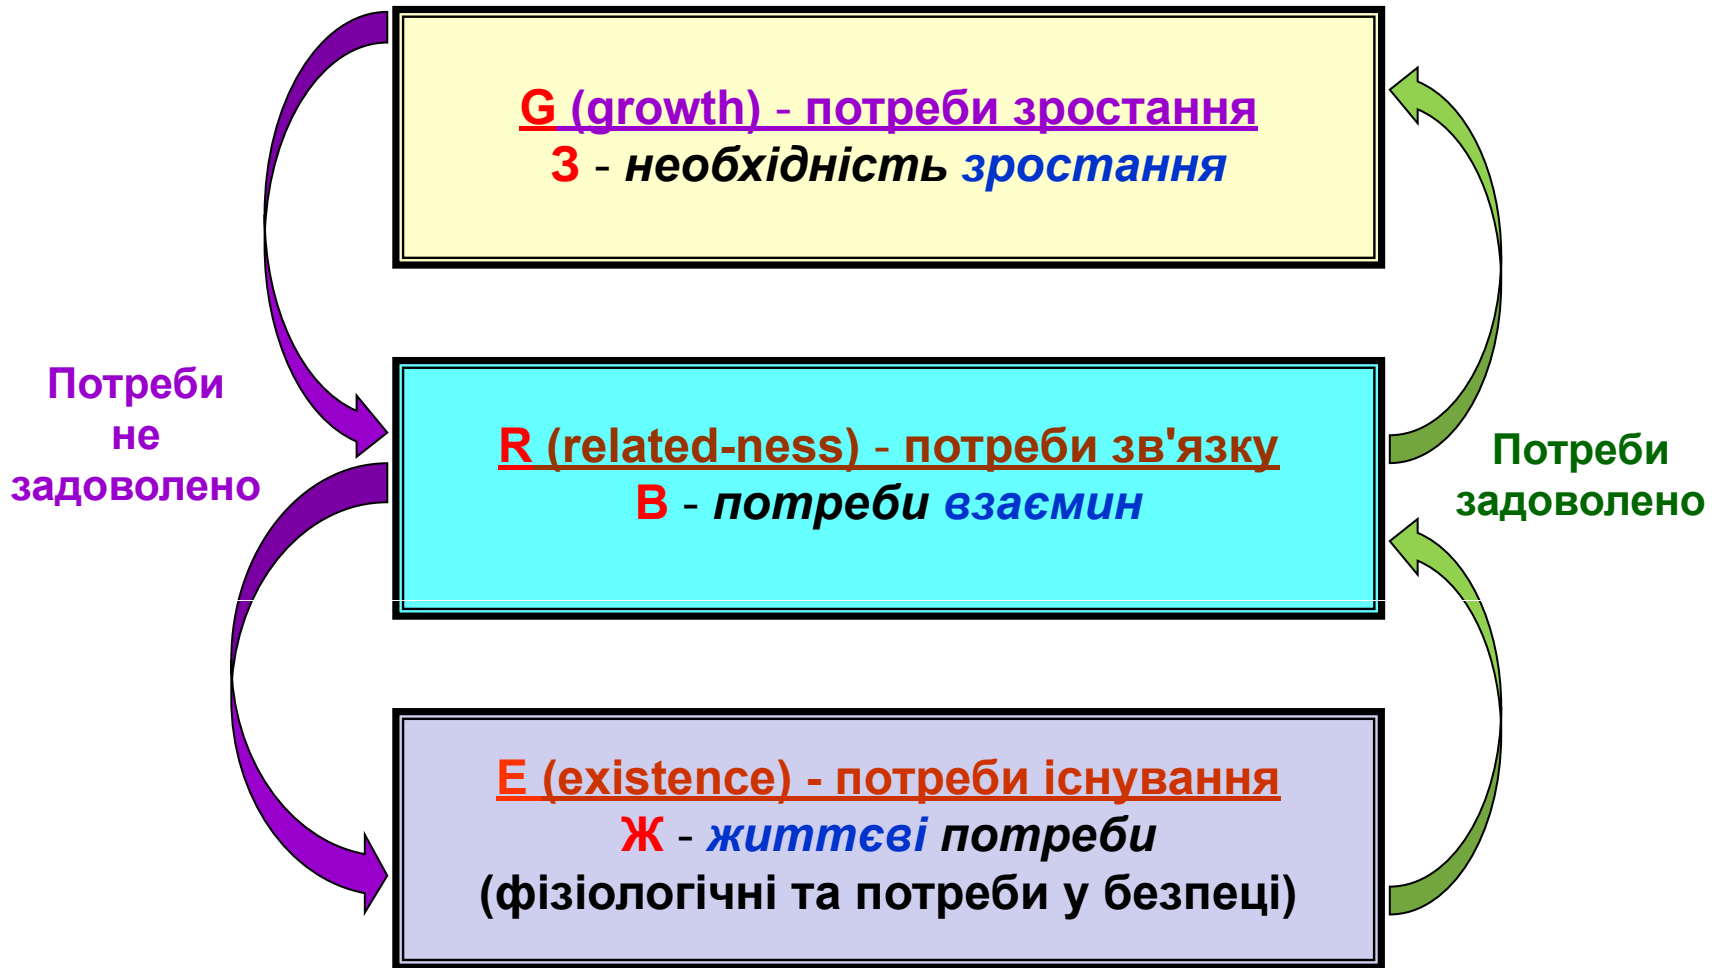 G (growth) - потреби зростання
З - необхідність зростання
Потреби
не
задоволено
R (related-ness) - потреби зв'язку
В - потреби взаємин
Потреби
задоволено
E (existence) - потреби існування
Ж - життєві потреби
(фізіологічні та потреби у безпеці)